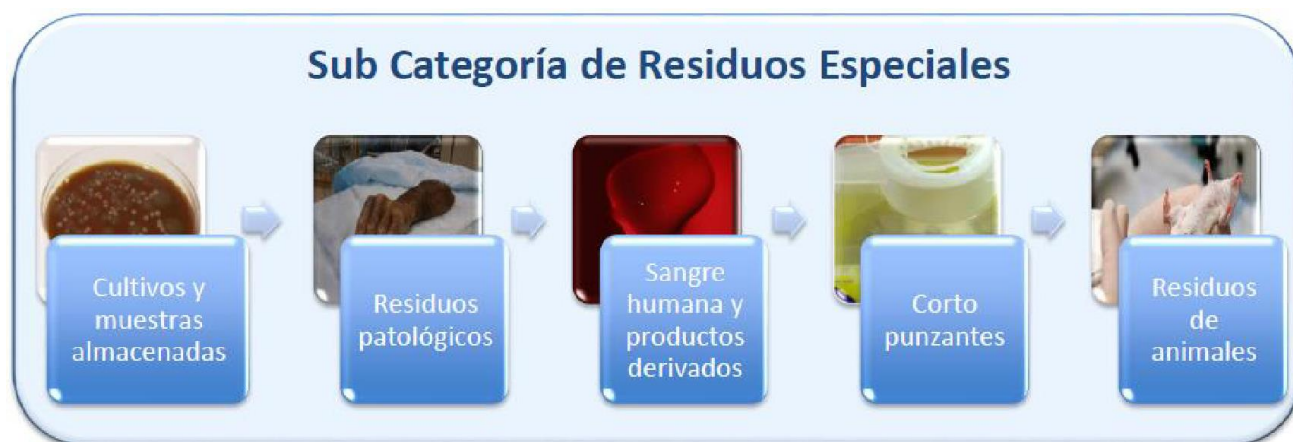 Sub Categoría de Residuos Especiales
Cultivos y
muestras
almacenadas
Residuos
patológicos
Sangre
humana y
productos
derivados
Corto
punzantes
Residuos
de
animales